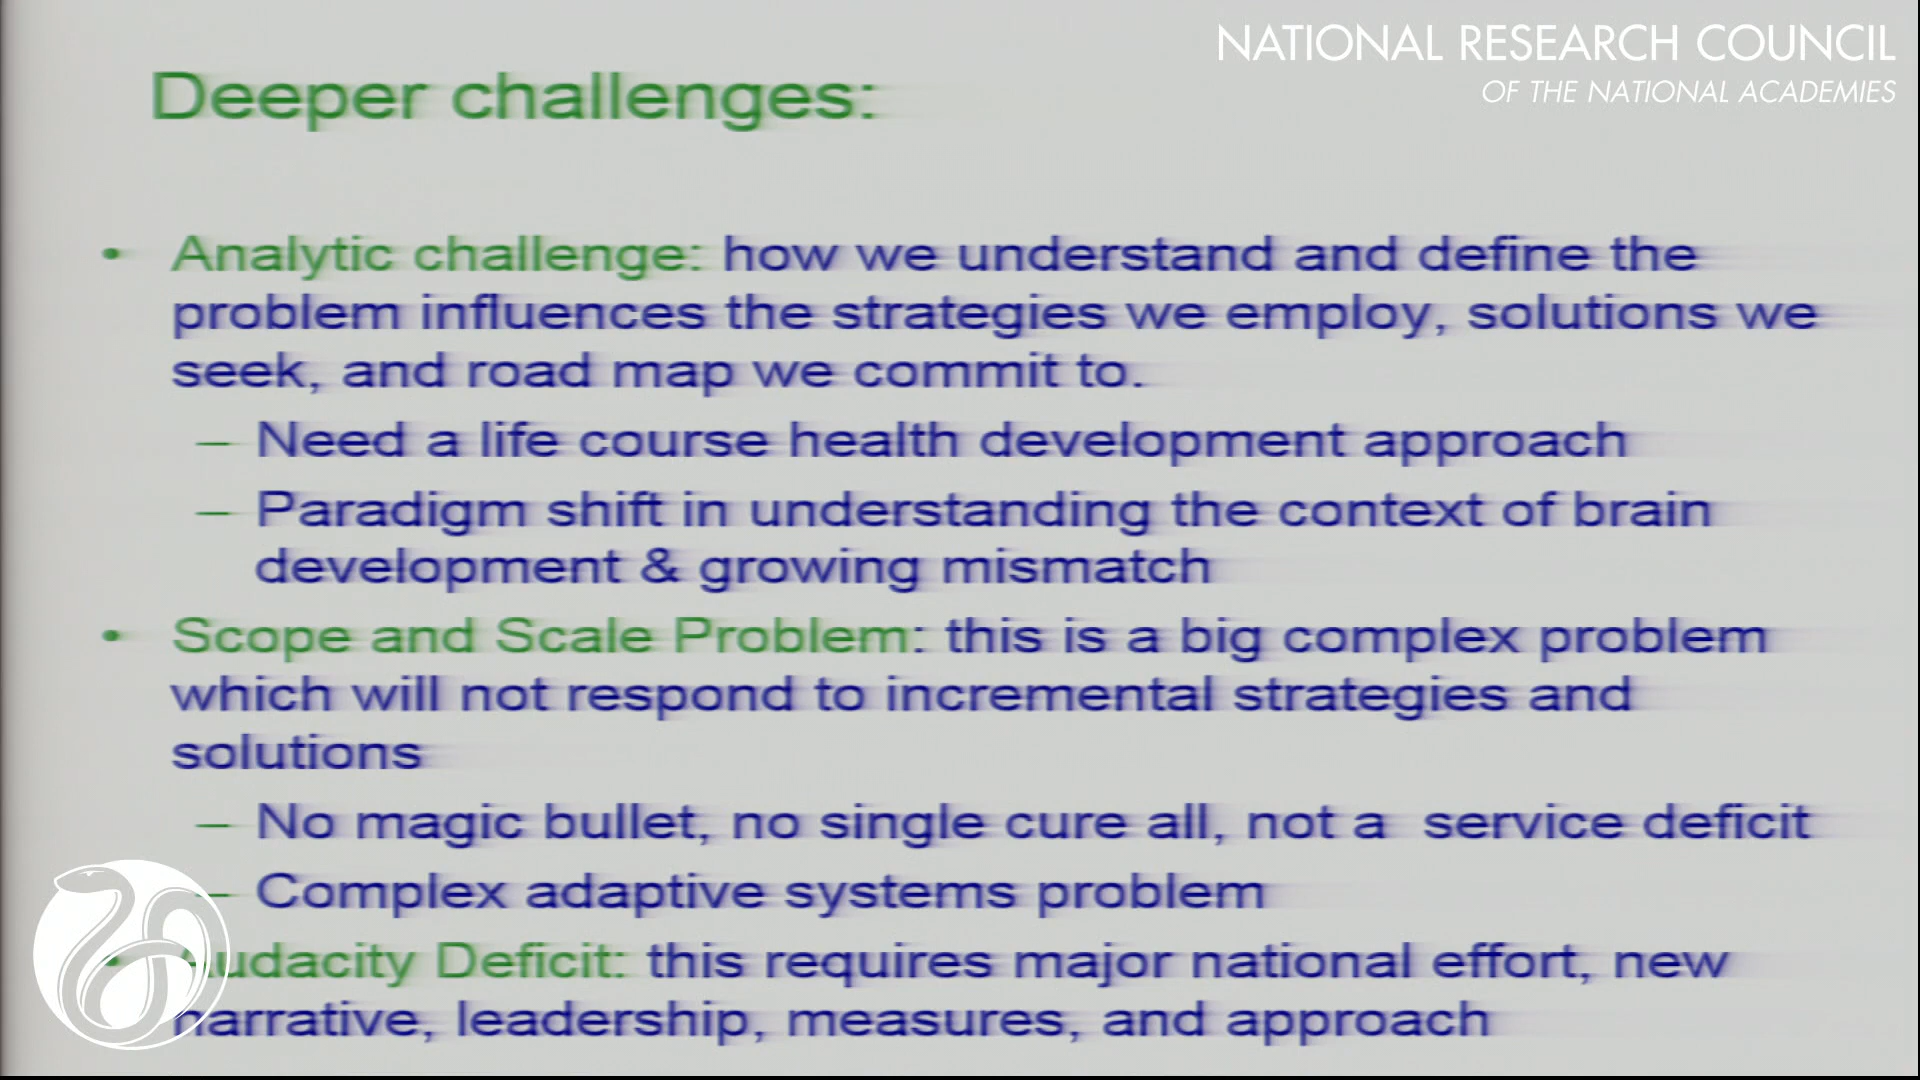 NATIONAL RESEARCH COUNCIL
OF THE NATIONAL ACADEMIES
Deeper challenges:
• Analytic challenge: how we understand and define the
problem influences the strategies we employ, solutions we
seek, and road map we commit to.
– Need a life course health development approach
– Paradigm shift in understanding the context of brain
development & growing mismatch
• Scope and Scale Problem: this is a big complex problem
which will not respond to incremental strategies and
solutions
– No magic bullet, no single cure all, not a service deficit
– Complex adaptive systems problem
• Audacity Deficit: this requires major national effort, new
narrative, leadership, measures, and approach